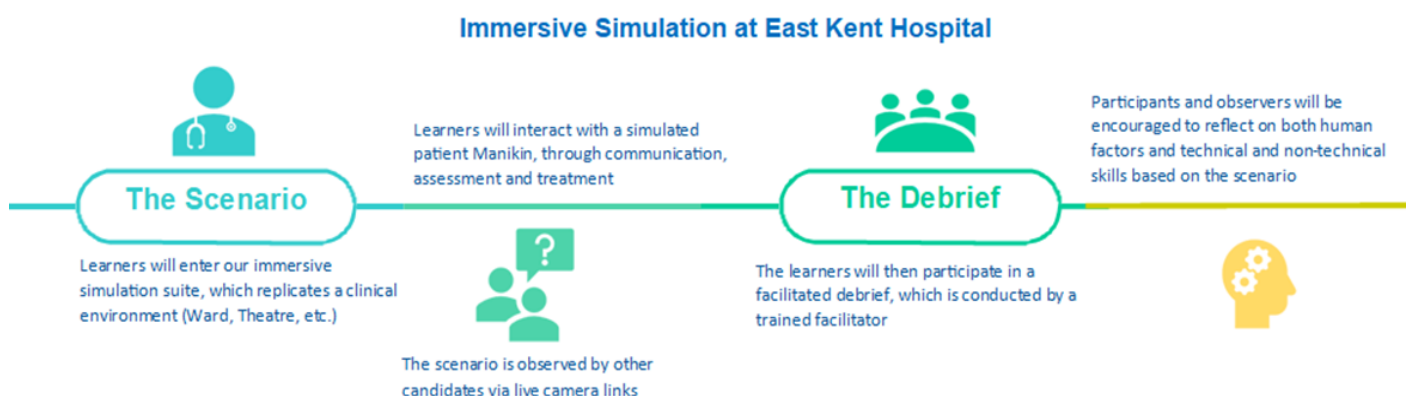 Immersive Simulation at East Kent Hospital
The Scenario
Learners will enter our immersive
simulation suite, which replicates a clinical
environment (Ward, Theatre, etc.)
Learners will interact with a simulated
patient Manikin, through communication,
assessment and treatment
?
The scenario is observed by other
candidates via live camera links
The Debrief
The learners will then participate in a
facilitated debrief, which is conducted by a
trained facilitator
Participants and observers will be
encouraged to reflect on both human
factors and technical and non-technical
skills based on the scenario